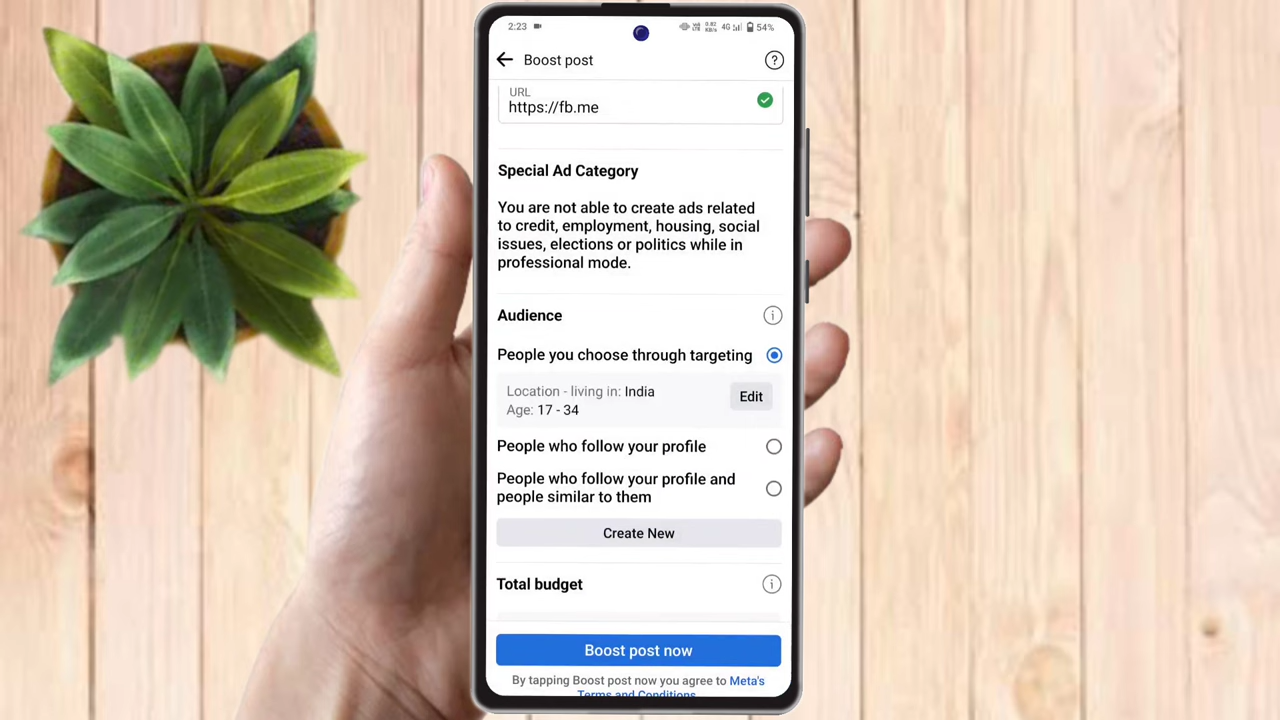 2:23
4G 54%
Boost post
URL
https://fb.me
Special Ad Category
You are not able to create ads related
to credit, employment, housing, social
issues, elections or politics while in
professional mode.
Audience
People you choose through targeting
Location - living in: India
Age: 17 - 34
Edit
People who follow your profile
People who follow your profile and
people similar to them
Create New
Total budget
Boost post now
By tapping Boost post now you agree to Meta's
Terms and Conditions